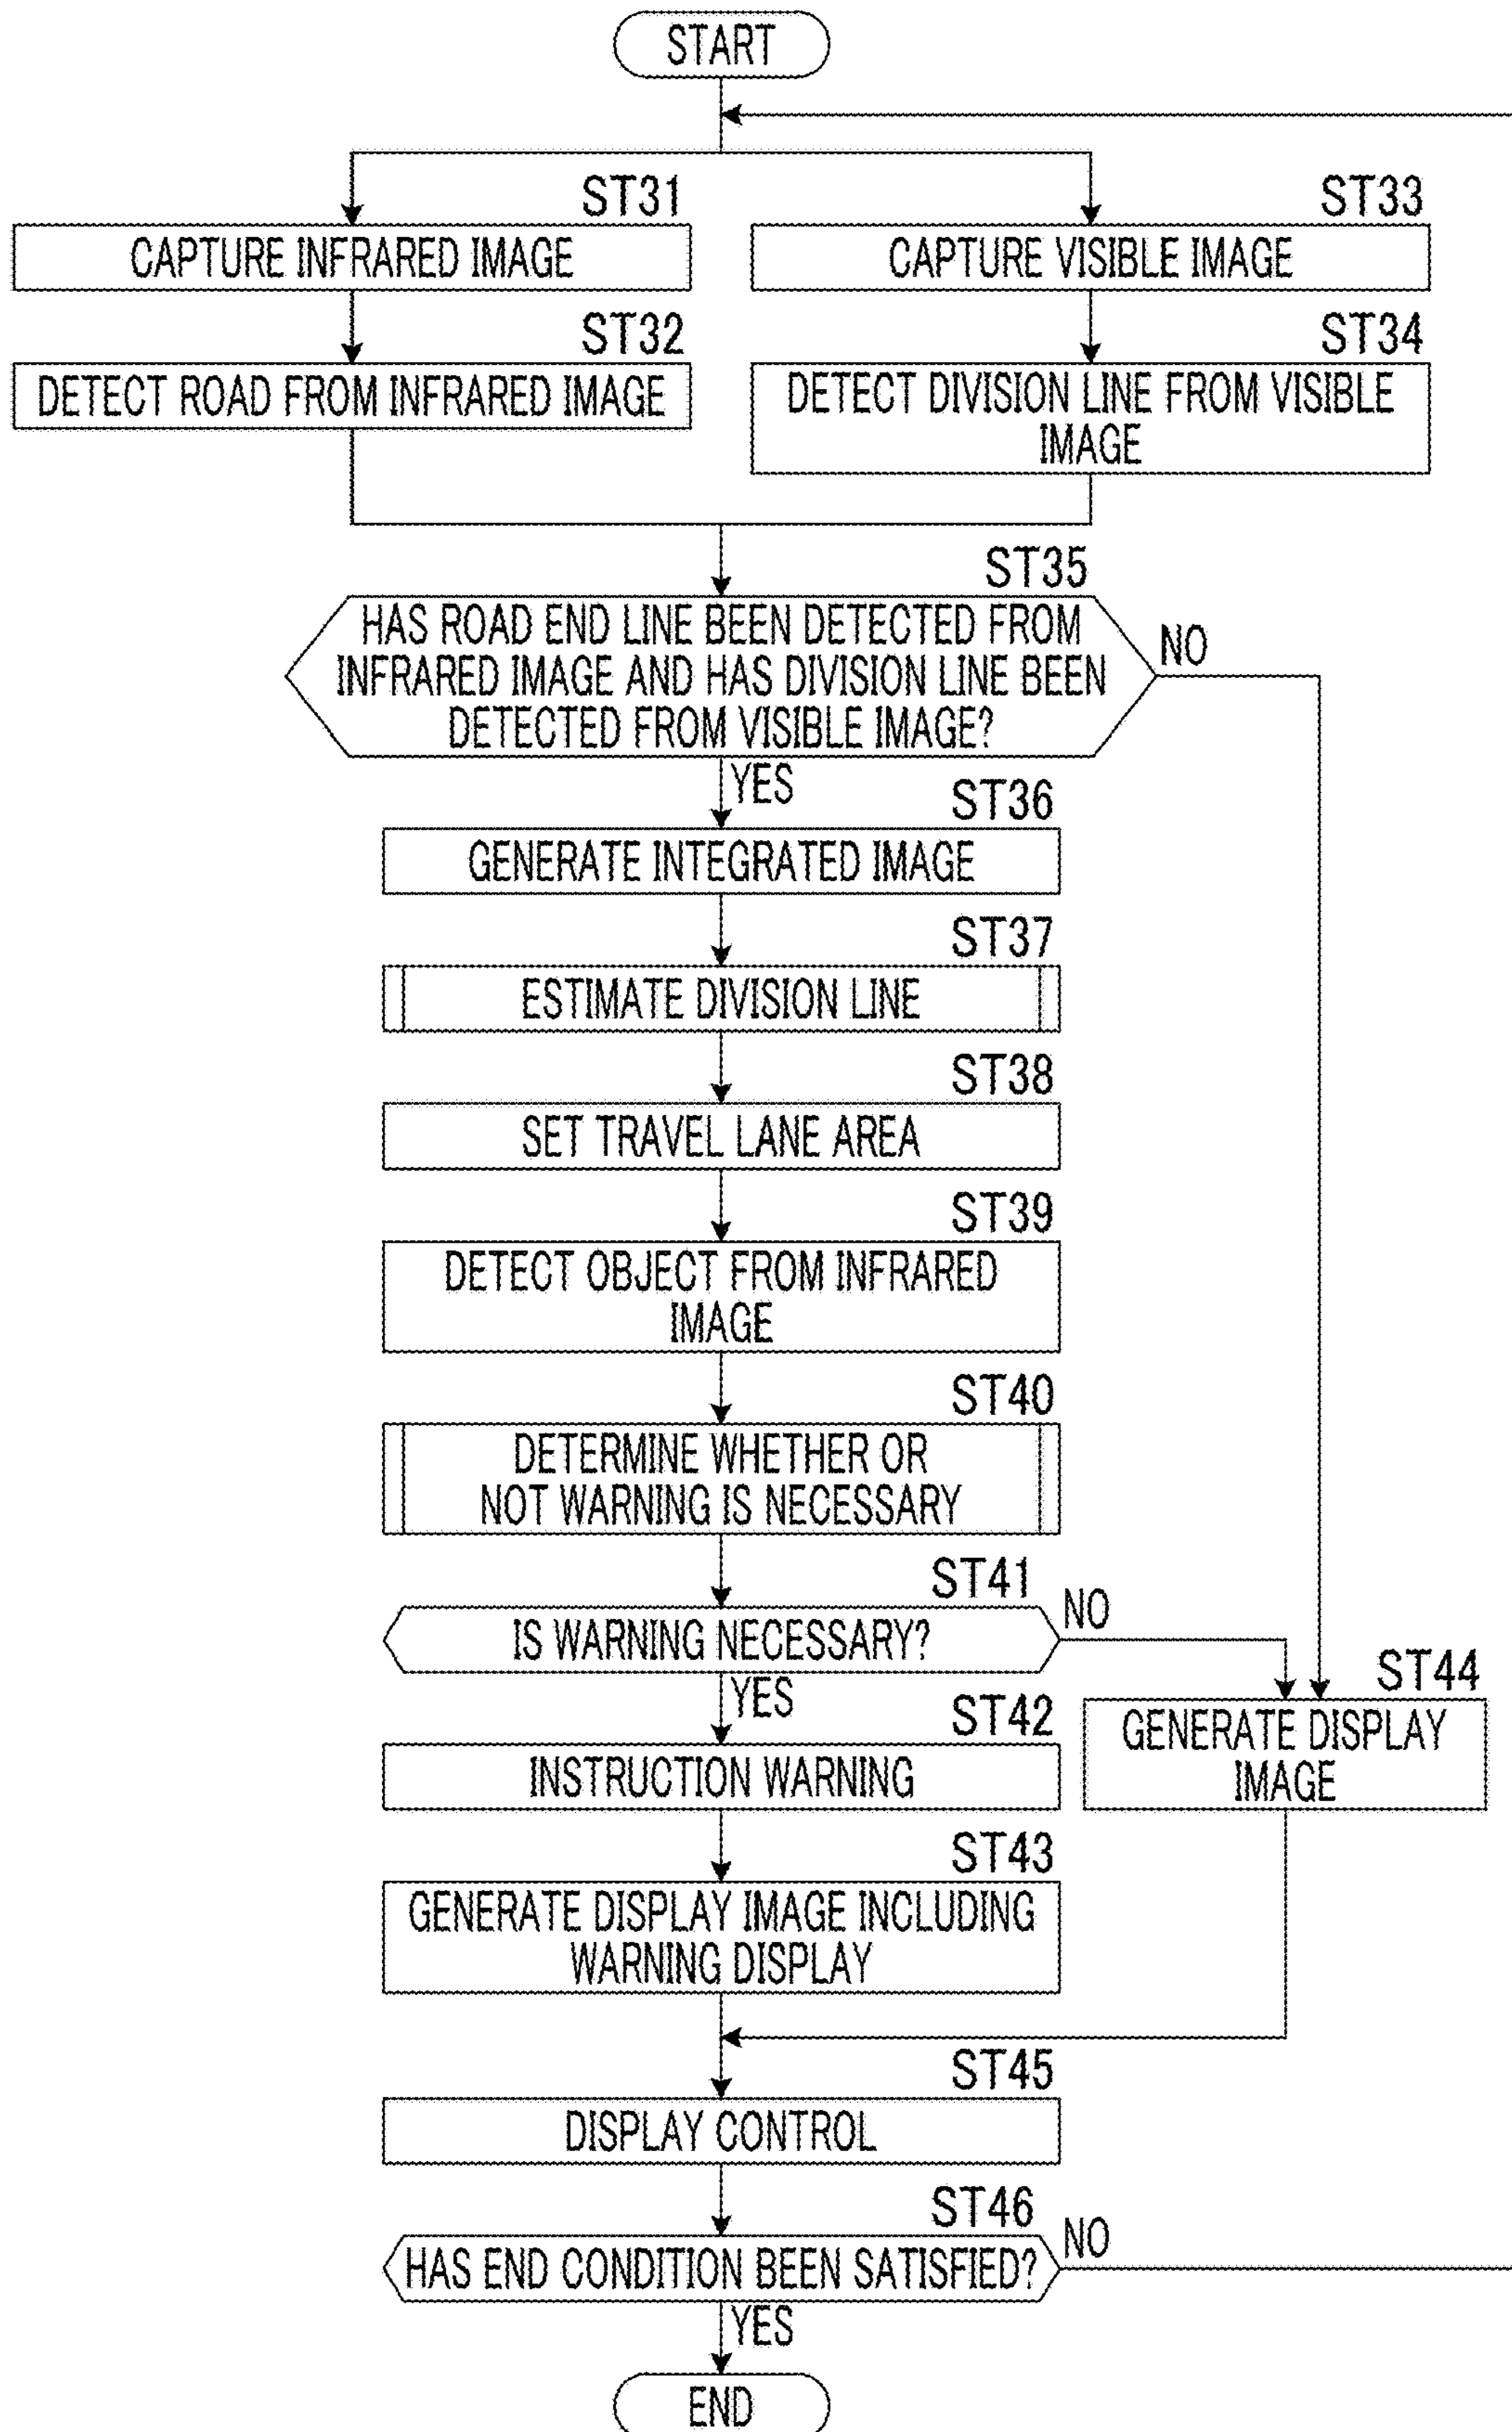 START
ST31
CAPTURE INFRARED IMAGE
ST32
DETECT ROAD FROM INFRARED IMAGE
ST33
CAPTURE VISIBLE IMAGE
ST34
DETECT DIVISION LINE FROM VISIBLE
IMAGE
ST35
HAS ROAD END LINE BEEN DETECTED FROM
INFRARED IMAGE AND HAS DIVISION LINE BEEN
DETECTED FROM VISIBLE IMAGE?
NO
YES
ST36
GENERATE INTEGRATED IMAGE
ST37
ESTIMATE DIVISION LINE
ST38
SET TRAVEL LANE AREA
ST39
DETECT OBJECT FROM INFRARED
IMAGE
ST40
DETERMINE WHETHER OR
NOT WARNING IS NECESSARY
ST41
IS WARNING NECESSARY?
NO
YES
ST42
INSTRUCTION WARNING
ST43
GENERATE DISPLAY IMAGE INCLUDING
WARNING DISPLAY
ST44
GENERATE DISPLAY
IMAGE
ST45
DISPLAY CONTROL
ST46
HAS END CONDITION BEEN SATISFIED?
NO
YES
END